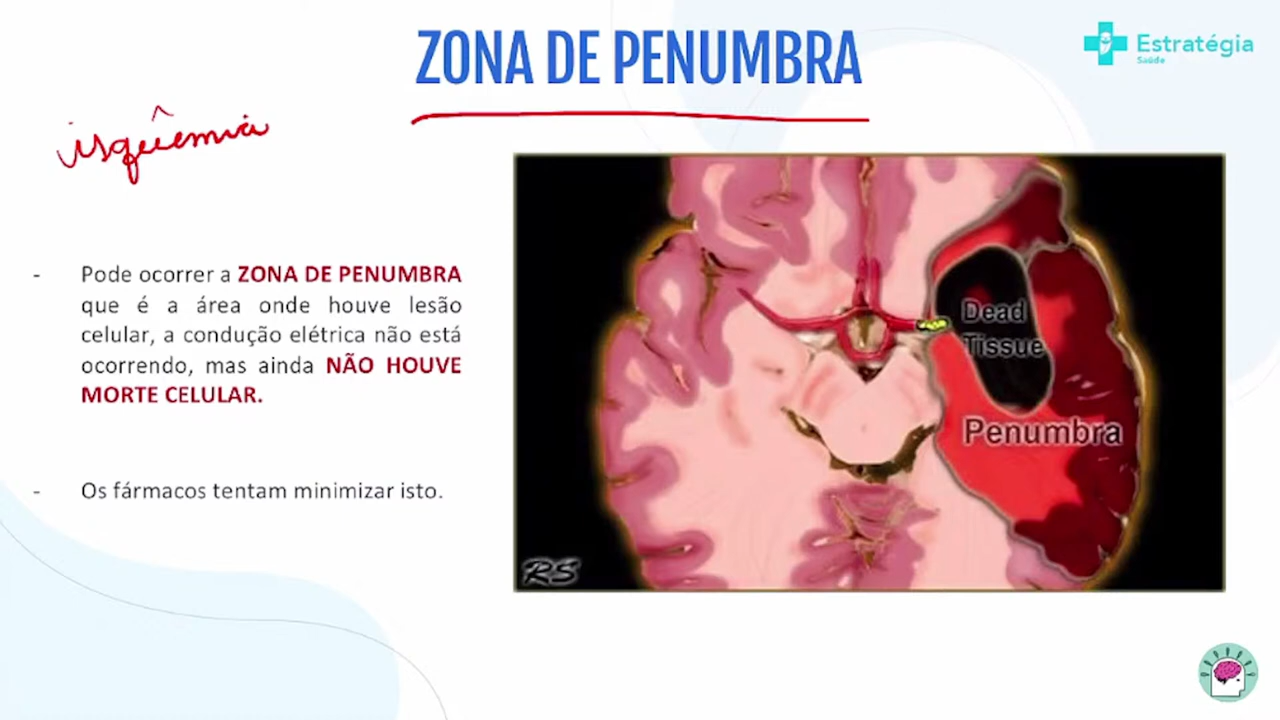 ZONA DE PENUMBRA
Estratégia
Saúde
isquêmia
- Pode ocorrer a ZONA DE PENUMBRA
que é a área onde houve lesão
celular, a condução elétrica não está
ocorrendo, mas ainda NÃO HOUVE
MORTE CELULAR.
- Os fármacos tentam minimizar isto.
Dead
Tissue
Penumbra
RS